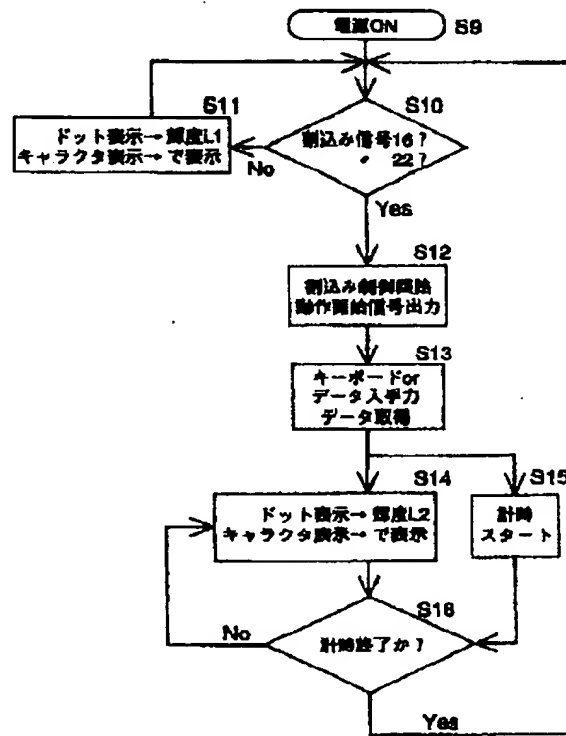 電源ON
S9
S10
割込み信号16?
〃 22?
S11
ドット表示→輝度L1
キャラクタ表示→で表示
No
Yes
S12
割込み制御回路
動作開始信号出力
S13
キーボードor
データ入手力
データ取得
S14
ドット表示→輝度L2
キャラクタ表示→で表示
S15
計時
スタート
S16
計時終了か?
No
Yes